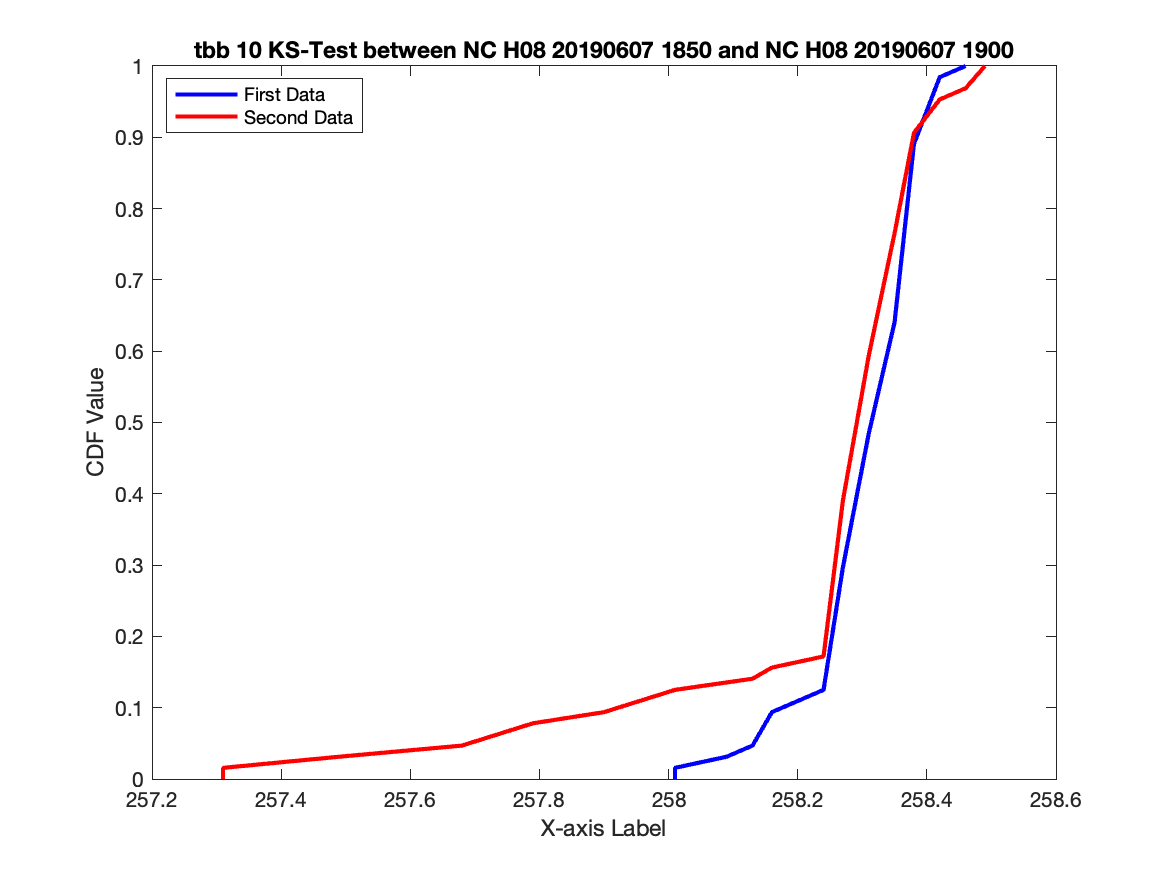 tbb 10 KS-Test between NC H08 20190607 1850 and NC H08 20190607 1900
First Data
Second Data
1
0.9
0.8
0.7
0.6
0.5
0.4
0.3
0.2
0.1
0
CDF Value
257.2 257.4 257.6 257.8 258 258.2 258.4 258.6
X-axis Label